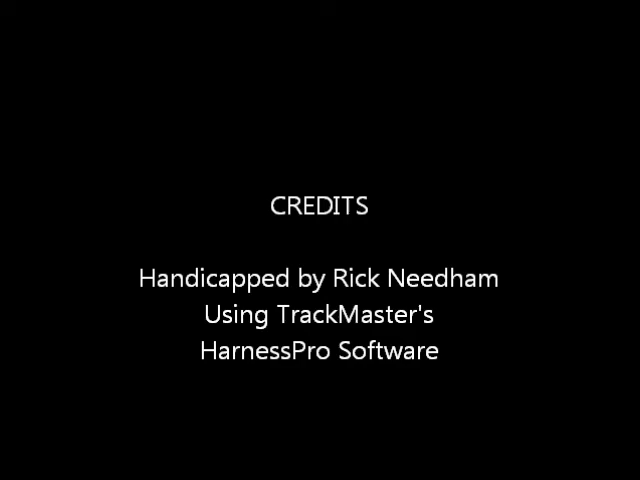 CREDITS
Handicapped by Rick Needham
Using TrackMaster's
HarnessPro Software